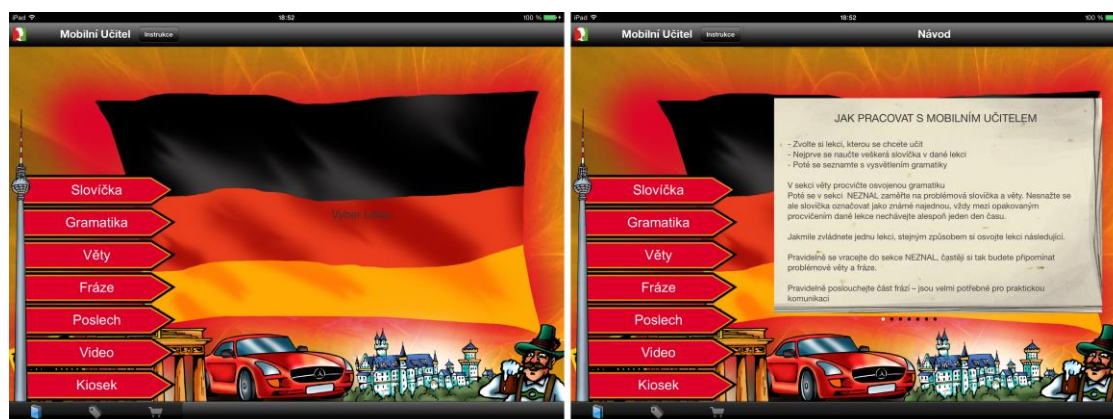 iPad 18:52 100 %
Mobilní Učitel Instrukce
Slovíčka
Gramatika
Věty
Fráze
Poslech
Video
Kiosek
iPad 18:52 100 %
Mobilní Učitel Instrukce Návod
JAK PRACOVAT S MOBILNÍM UČITELEM
- Zvolte si lekci, kterou se chcete učit
- Nejprve se naučte veškerá slovíčka v dané lekci
- Poté se seznamte s vysvětlením gramatiky
V sekci věty procvičte osvojenou gramatiku
Poté se v sekci NEZNAL zaměřte na problémová slovíčka a věty. Nesnažte se
ale slovíčka označovat jako známé najednou, vždy mezi opakovaným
procvičením dané lekce nechávejte alespoň jeden den času.
Jakmile zvládnete jednu lekci, stejným způsobem si osvojte lekci následující.
Pravidelně se vracejte do sekce NEZNAL, častěji si tak budete připomínat
problémové věty a fráze.
Pravidelně poslouchejte část frází – jsou velmi potřebné pro praktickou
komunikaci
Slovíčka
Gramatika
Věty
Fráze
Poslech
Video
Kiosek